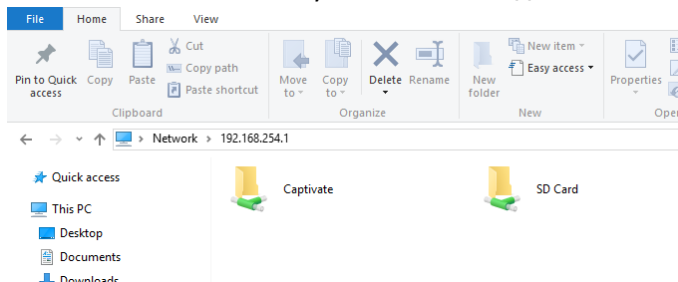 File Home Share View
Pin to Quick access
Copy
Paste
Cut
Copy path
Paste shortcut
Clipboard
Move to
Copy to
Delete
Rename
Organize
New folder
New item
Easy access
New
Properties
Network > 192.168.254.1
Quick access
This PC
Desktop
Documents
Downloads
Captivate
SD Card